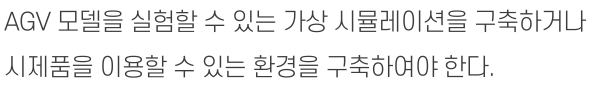 AGV 모델을 실험할 수 있는 가상 시뮬레이션을 구축하거나
시제품을 이용할 수 있는 환경을 구축하여야 한다.